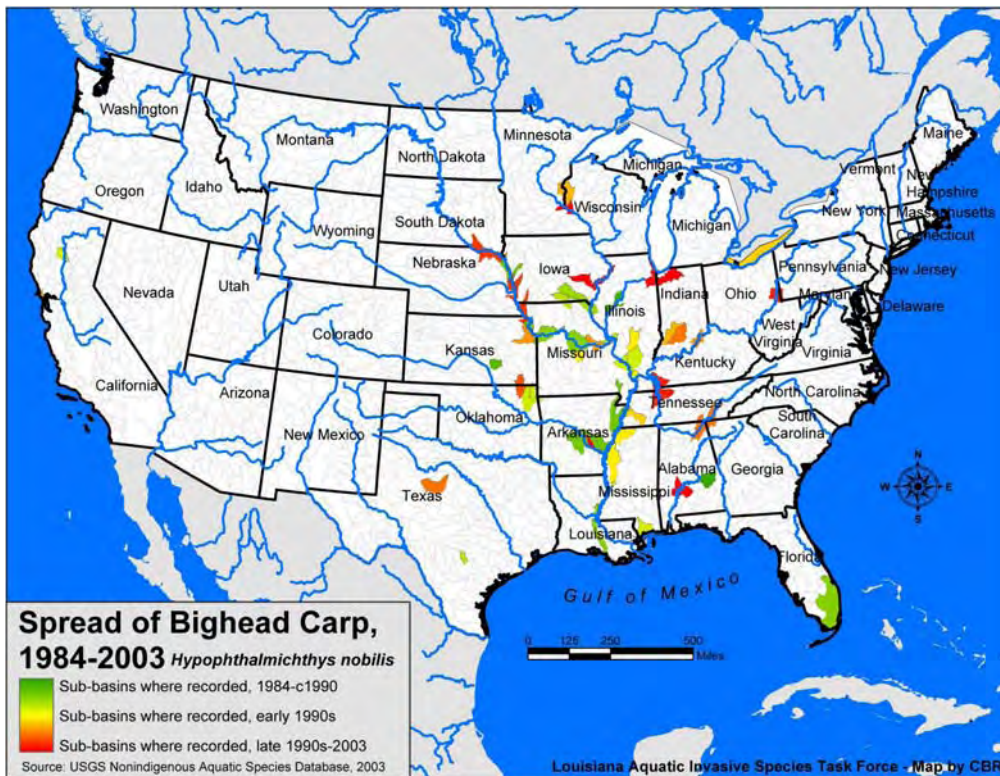 Washington
Montana
North Dakota
Minnesota
Michigan
Maine
Vermont
New
Hampshire
Oregon
Idaho
South Dakota
Wisconsin
Michigan
New York
Massachusetts
Connecticut
Wyoming
Nebraska
Iowa
Pennsylvania
New Jersey
Nevada
Utah
Illinois
Indiana
Ohio
Maryland
Delaware
Colorado
Kansas
Missouri
West
Virginia
Virginia
Kentucky
California
Arizona
New Mexico
Oklahoma
Arkansas
Tennessee
North Carolina
South
Carolina
Texas
Mississippi
Alabama
Georgia
Louisiana
Florida
N
W
E
S
Gulf of Mexico
0 125 250 500
Miles
Spread of Bighead Carp,
1984-2003 Hypophthalmichthys nobilis
Sub-basins where recorded, 1984-c1990
Sub-basins where recorded, early 1990s
Sub-basins where recorded, late 1990s-2003
Source: USGS Nonindigenous Aquatic Species Database, 2003
Louisiana Aquatic Invasive Species Task Force - Map by CBR